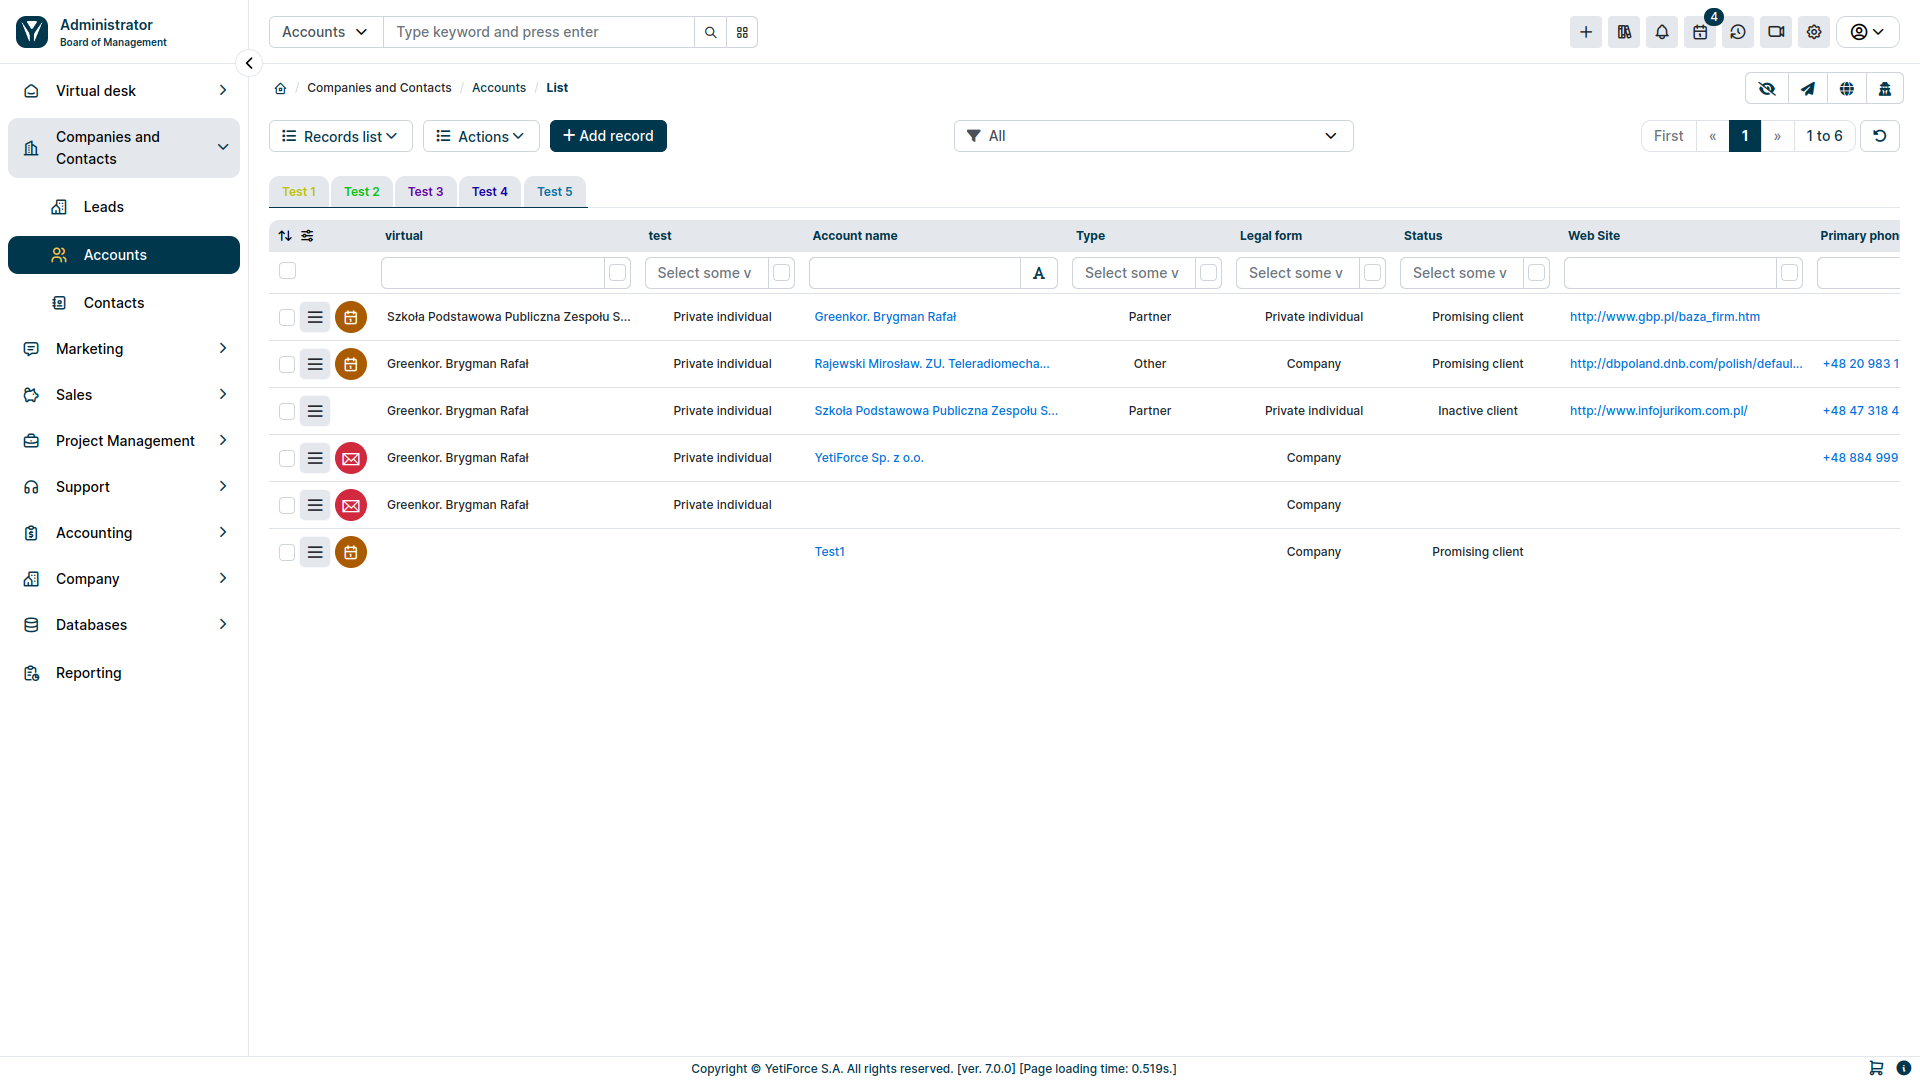 Administrator
Board of Management
Accounts
Type keyword and press enter
4
Virtual desk
Companies and
Contacts
Leads
Accounts
Contacts
Marketing
Sales
Project Management
Support
Accounting
Company
Databases
Reporting
/ Companies and Contacts / Accounts / List
Records list
Actions
Add record
All
First « 1 » 1 to 6
Test 1
Test 2
Test 3
Test 4
Test 5
virtual test Account name Type Legal form Status Web Site Primary phon
Select some v A Select some v Select some v Select some v
Szkoła Podstawowa Publiczna Zespołu S... Private individual Greenkor. Brygman Rafał Partner Private individual Promising client http://www.gbp.pl/baza_firm.htm
Greenkor. Brygman Rafał Private individual Rajewski Mirosław. ZU. Teleradiomecha... Other Company Promising client http://dbpoland.dnb.com/polish/defaul... +48 20 983 1
Greenkor. Brygman Rafał Private individual Szkoła Podstawowa Publiczna Zespołu S... Partner Private individual Inactive client http://www.infojurikom.com.pl/ +48 47 318 4
Greenkor. Brygman Rafał Private individual YetiForce Sp. z o.o. Company +48 884 999
Greenkor. Brygman Rafał Private individual Company
Test1 Company Promising client
Copyright © YetiForce S.A. All rights reserved. [ver. 7.0.0] [Page loading time: 0.519s.]